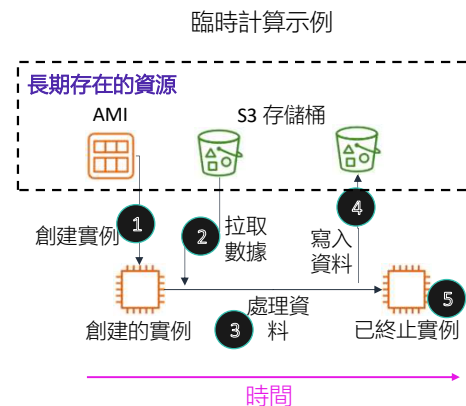 臨時計算示例
長期存在的資源
AMI
S3 存儲桶
1
創建實例
2
拉取
數據
4
寫入
資料
處理資
料
3
5
創建的實例
已終止實例
時間